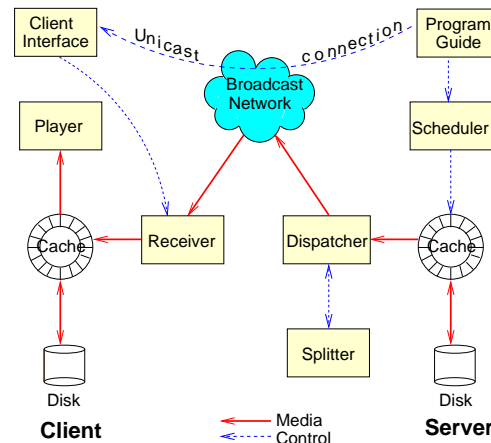 Client
Interface
Unicast connection
Program
Guide
Broadcast
Network
Player
Scheduler
Cache
Receiver
Dispatcher
Cache
Splitter
Disk
Disk
Client
Media
Control
Server